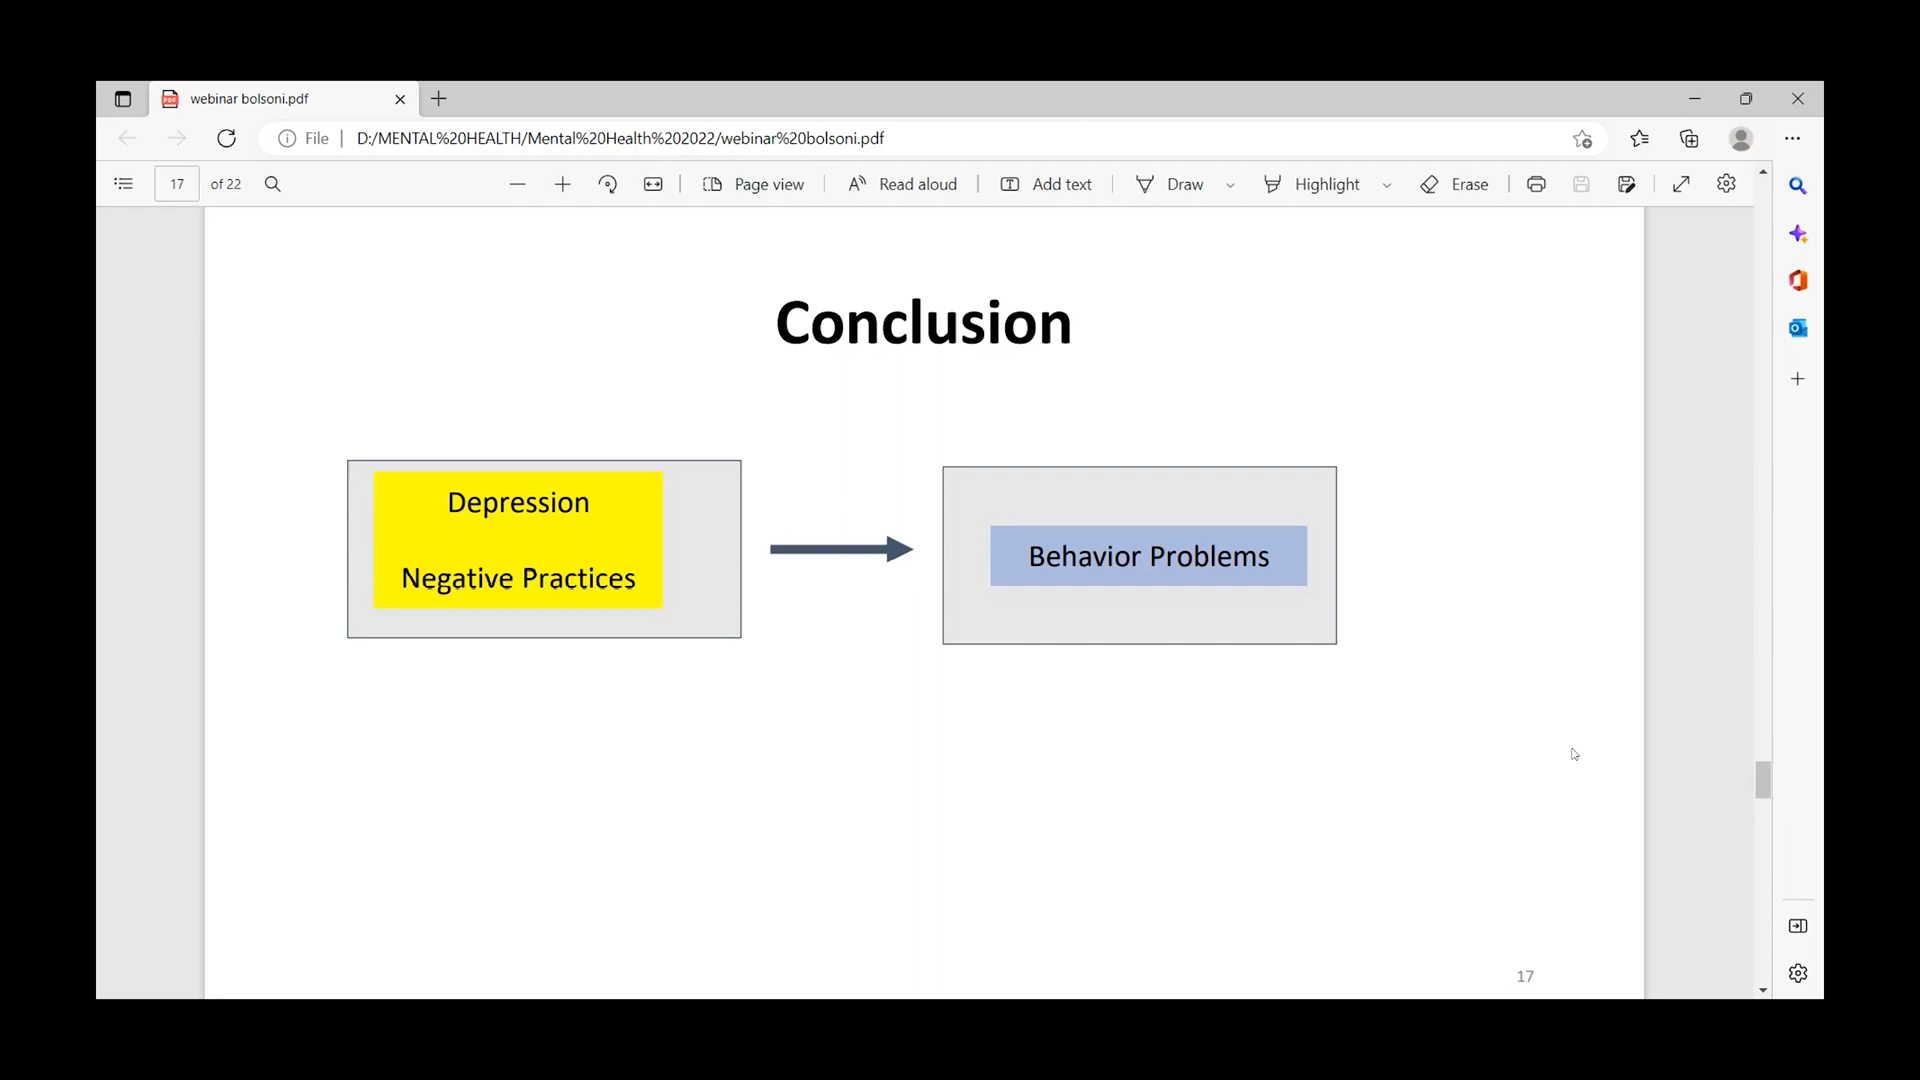 webinar bolsoni.pdf
File
D:/MENTAL%20HEALTH/Mental%20Health%202022/webinar%20bolsoni.pdf
17 of 22
Page view
Read aloud
Add text
Draw
Highlight
Erase
Conclusion
Depression
Negative Practices
Behavior Problems
17